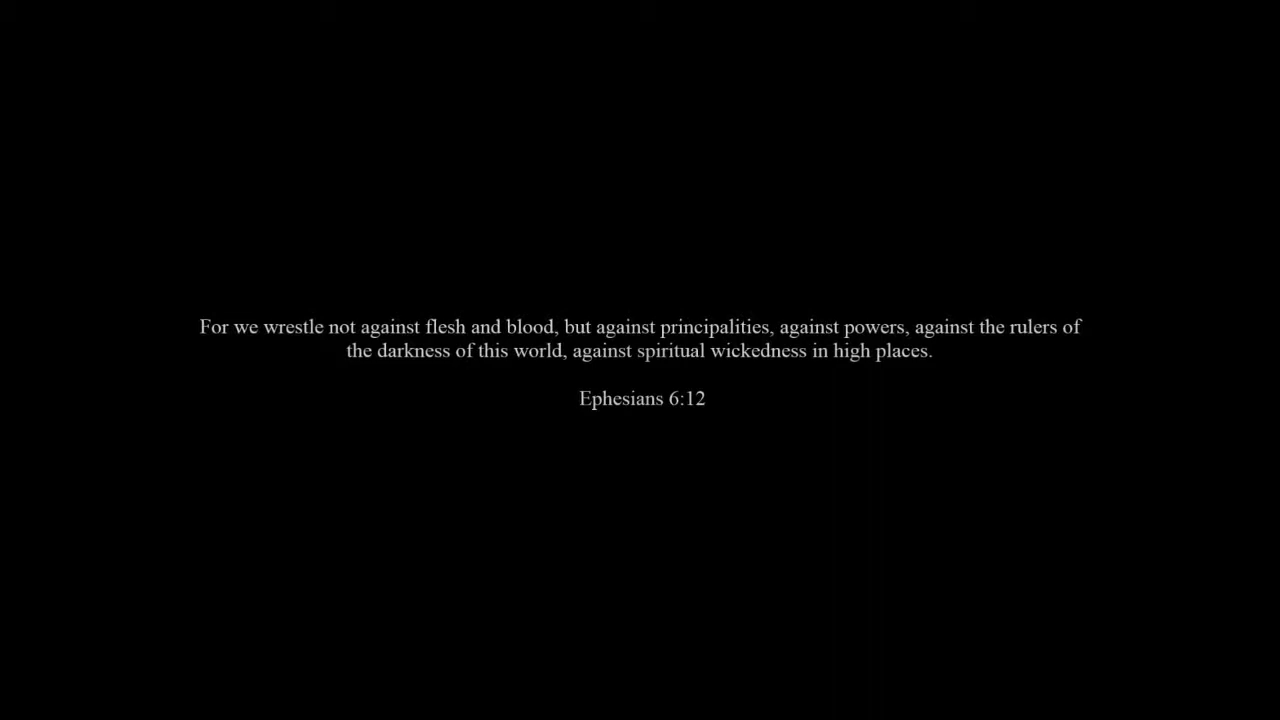 For we wrestle not against flesh and blood, but against principalities, against powers, against the rulers of
the darkness of this world, against spiritual wickedness in high places.
Ephesians 6:12